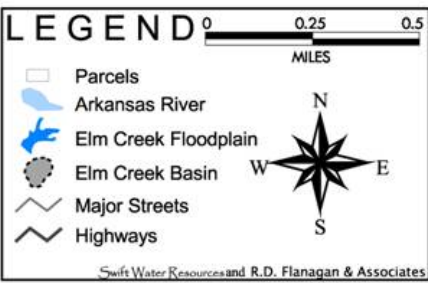 LEGEND
0 0.25 0.5
MILES
Parcels
Arkansas River
Elm Creek Floodplain
Elm Creek Basin
Major Streets
Highways
N
W E
S
Swift Water Resources and R.D. Flanagan & Associates